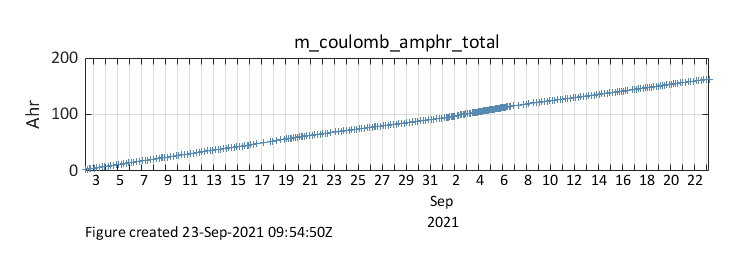 m_coulomb_amphr_total
200
100
0
Ahr
3 5 7 9 11 13 15 17 19 21 23 25 27 29 31 2 4 6 8 10 12 14 16 18 20 22
Sep
2021
Figure created 23-Sep-2021 09:54:50Z